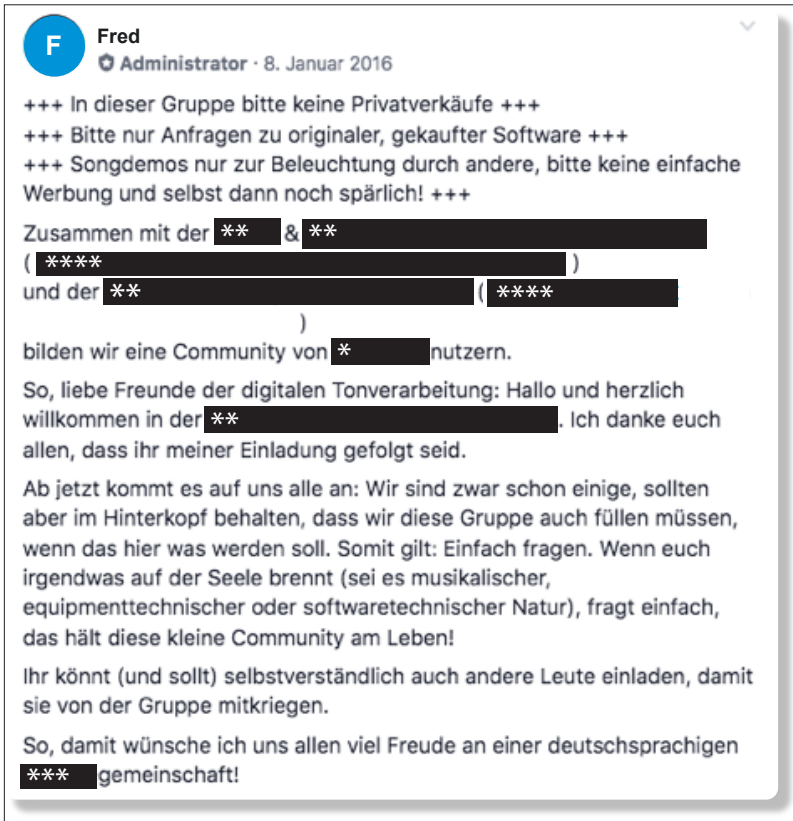 F
Fred
Administrator · 8. Januar 2016
+++ In dieser Gruppe bitte keine Privatverkäufe +++
+++ Bitte nur Anfragen zu originaler, gekaufter Software +++
+++ Songdemos nur zur Beleuchtung durch andere, bitte keine einfache
Werbung und selbst dann noch spärlich! +++
Zusammen mit der ** & **
( **** )
und der ** ( ****
)
bilden wir eine Community von * nutzern.
So, liebe Freunde der digitalen Tonverarbeitung: Hallo und herzlich
willkommen in der ** . Ich danke euch
allen, dass ihr meiner Einladung gefolgt seid.
Ab jetzt kommt es auf uns alle an: Wir sind zwar schon einige, sollten
aber im Hinterkopf behalten, dass wir diese Gruppe auch füllen müssen,
wenn das hier was werden soll. Somit gilt: Einfach fragen. Wenn euch
irgendwas auf der Seele brennt (sei es musikalischer,
equipmenttechnischer oder softwaretechnischer Natur), fragt einfach,
das hält diese kleine Community am Leben!
Ihr könnt (und sollt) selbstverständlich auch andere Leute einladen, damit
sie von der Gruppe mitkriegen.
So, damit wünsche ich uns allen viel Freude an einer deutschsprachigen
*** gemeinschaft!